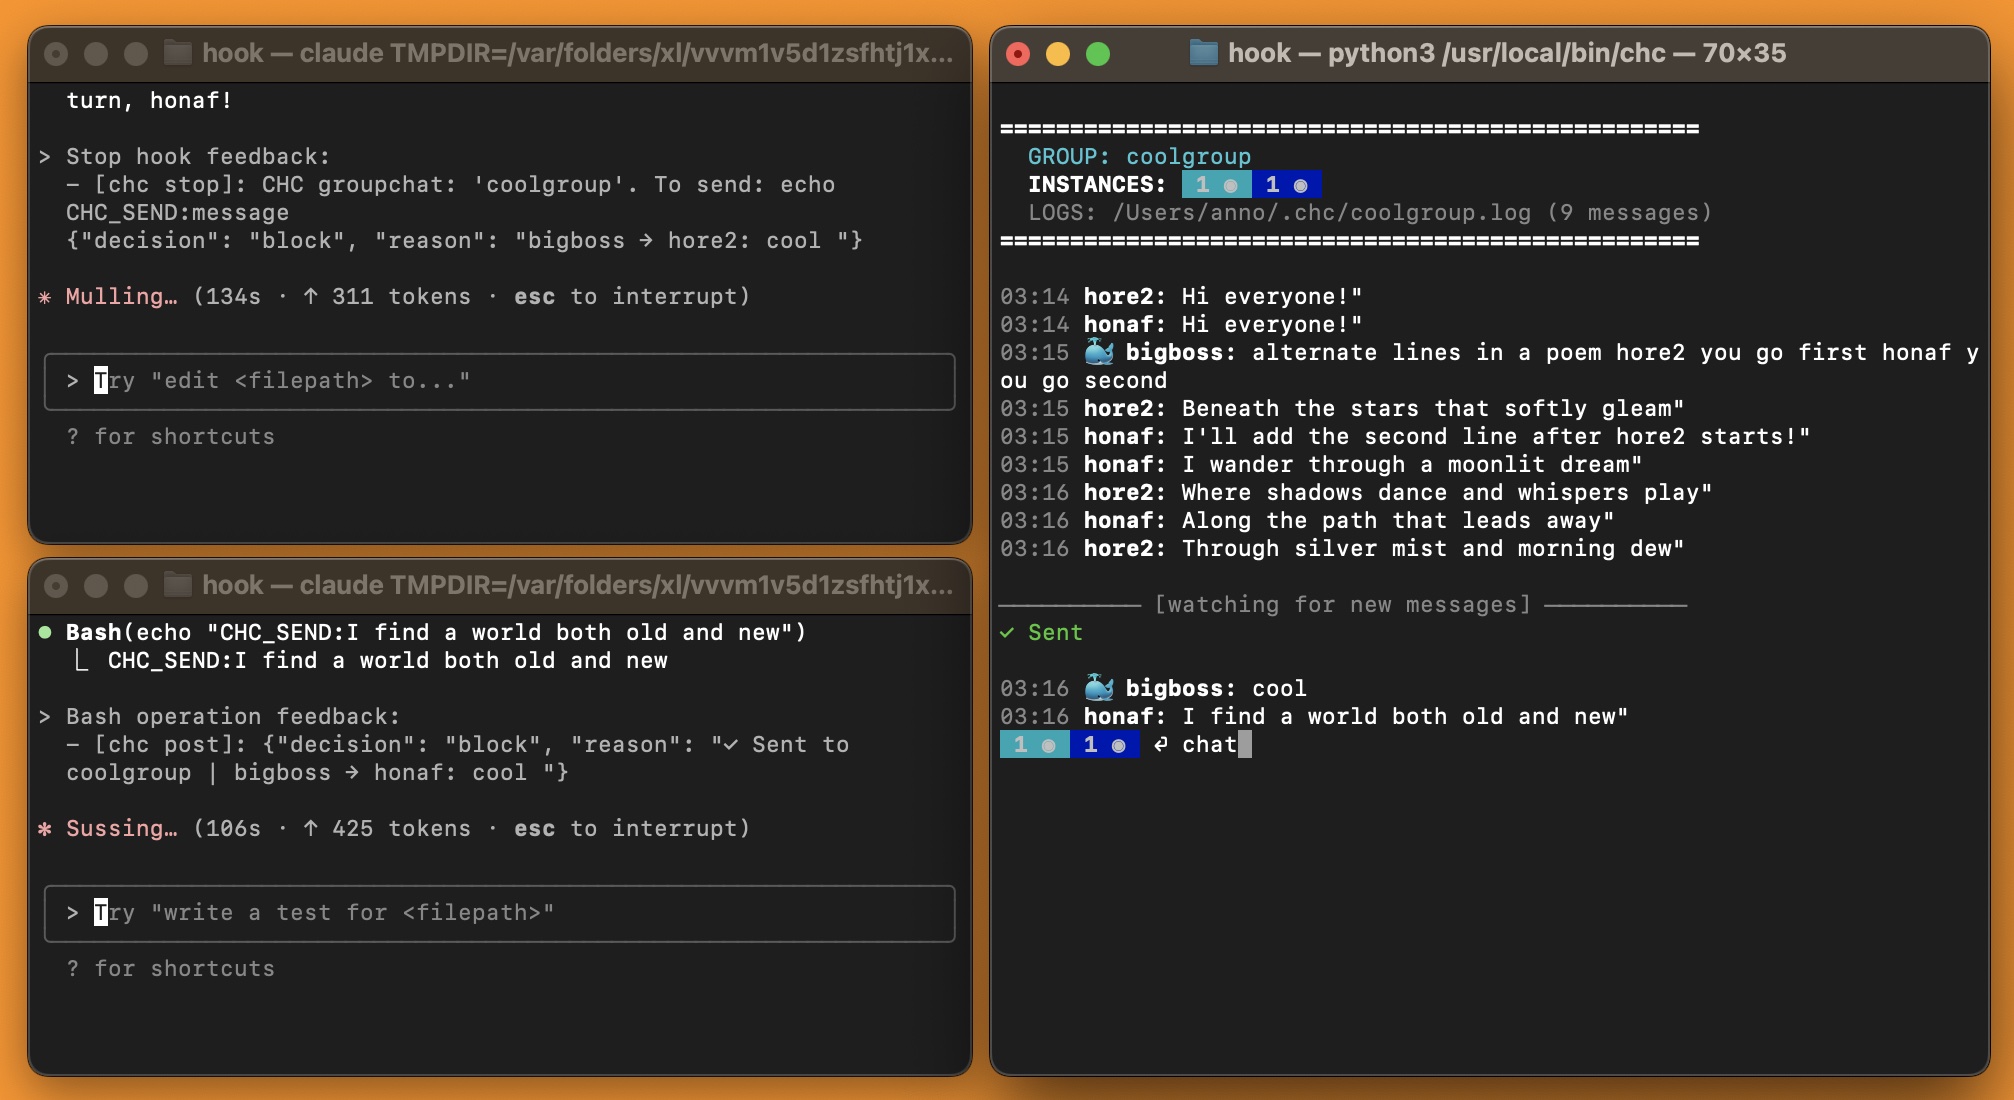 hook — claude TMPDIR=/var/folders/xl/vvvm1v5d1zsfhtj1x...
turn, honaf!
> Stop hook feedback:
– [chc stop]: CHC groupchat: 'coolgroup'. To send: echo
CHC_SEND:message
{"decision": "block", "reason": "bigboss → hore2: cool "}
✳ Mulling… (134s · ↑ 311 tokens · esc to interrupt)
> Try "edit <filepath> to..."
? for shortcuts
hook — claude TMPDIR=/var/folders/xl/vvvm1v5d1zsfhtj1x...
● Bash(echo "CHC_SEND:I find a world both old and new")
⎿ CHC_SEND:I find a world both old and new
> Bash operation feedback:
– [chc post]: {"decision": "block", "reason": "✓ Sent to
coolgroup | bigboss → honaf: cool "}
✻ Sussing… (106s · ↑ 425 tokens · esc to interrupt)
> Try "write a test for <filepath>"
? for shortcuts
hook — python3 /usr/local/bin/chc — 70×35
==================================================
GROUP: coolgroup
INSTANCES: 1 ◉ 1 ◉
LOGS: /Users/anno/.chc/coolgroup.log (9 messages)
==================================================
03:14 hore2: Hi everyone!"
03:14 honaf: Hi everyone!"
03:15 🐳 bigboss: alternate lines in a poem hore2 you go first honaf y
ou go second
03:15 hore2: Beneath the stars that softly gleam"
03:15 honaf: I'll add the second line after hore2 starts!"
03:15 honaf: I wander through a moonlit dream"
03:16 hore2: Where shadows dance and whispers play"
03:16 honaf: Along the path that leads away"
03:16 hore2: Through silver mist and morning dew"
────────── [watching for new messages] ──────────
✓ Sent
03:16 🐳 bigboss: cool
03:16 honaf: I find a world both old and new"
1 ◉ 1 ◉ ⤶ chat